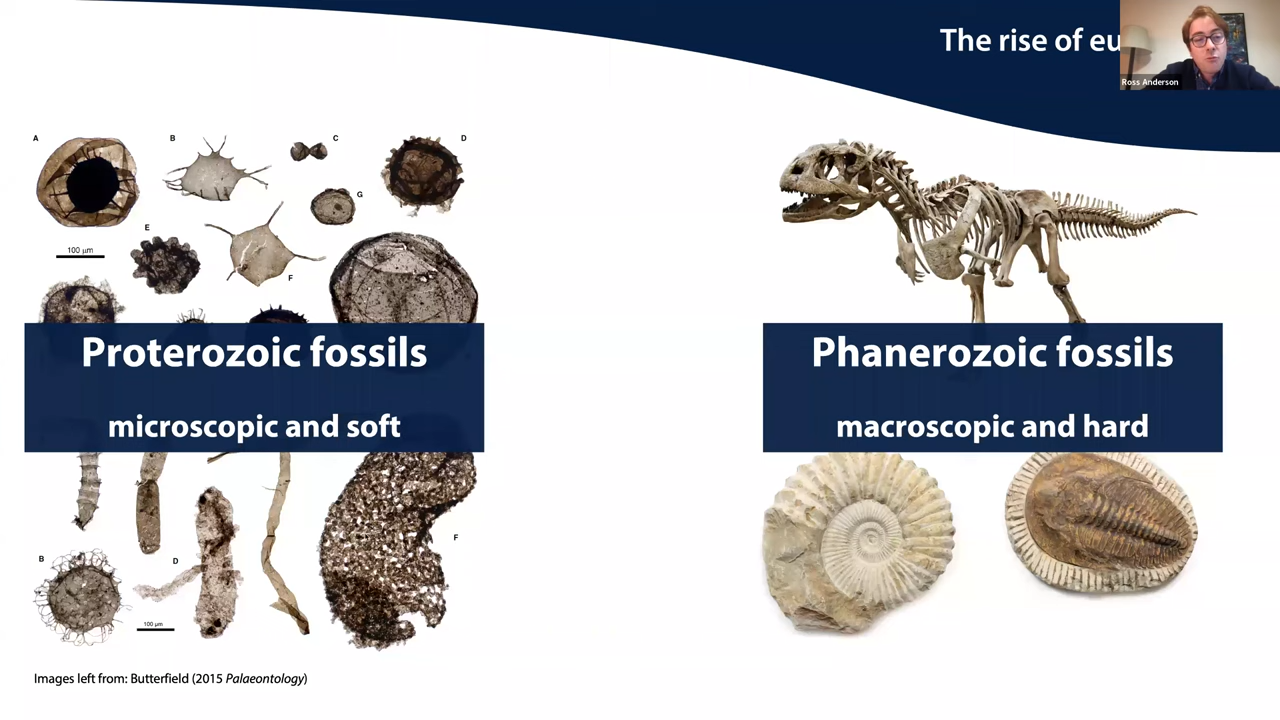 The rise of eu
Ross Anderson
A
B
C
D
G
E
100 μm
F
Proterozoic fossils
microscopic and soft
Phanerozoic fossils
macroscopic and hard
F
B
D
100 μm
Images left from: Butterfield (2015 Palaeontology)